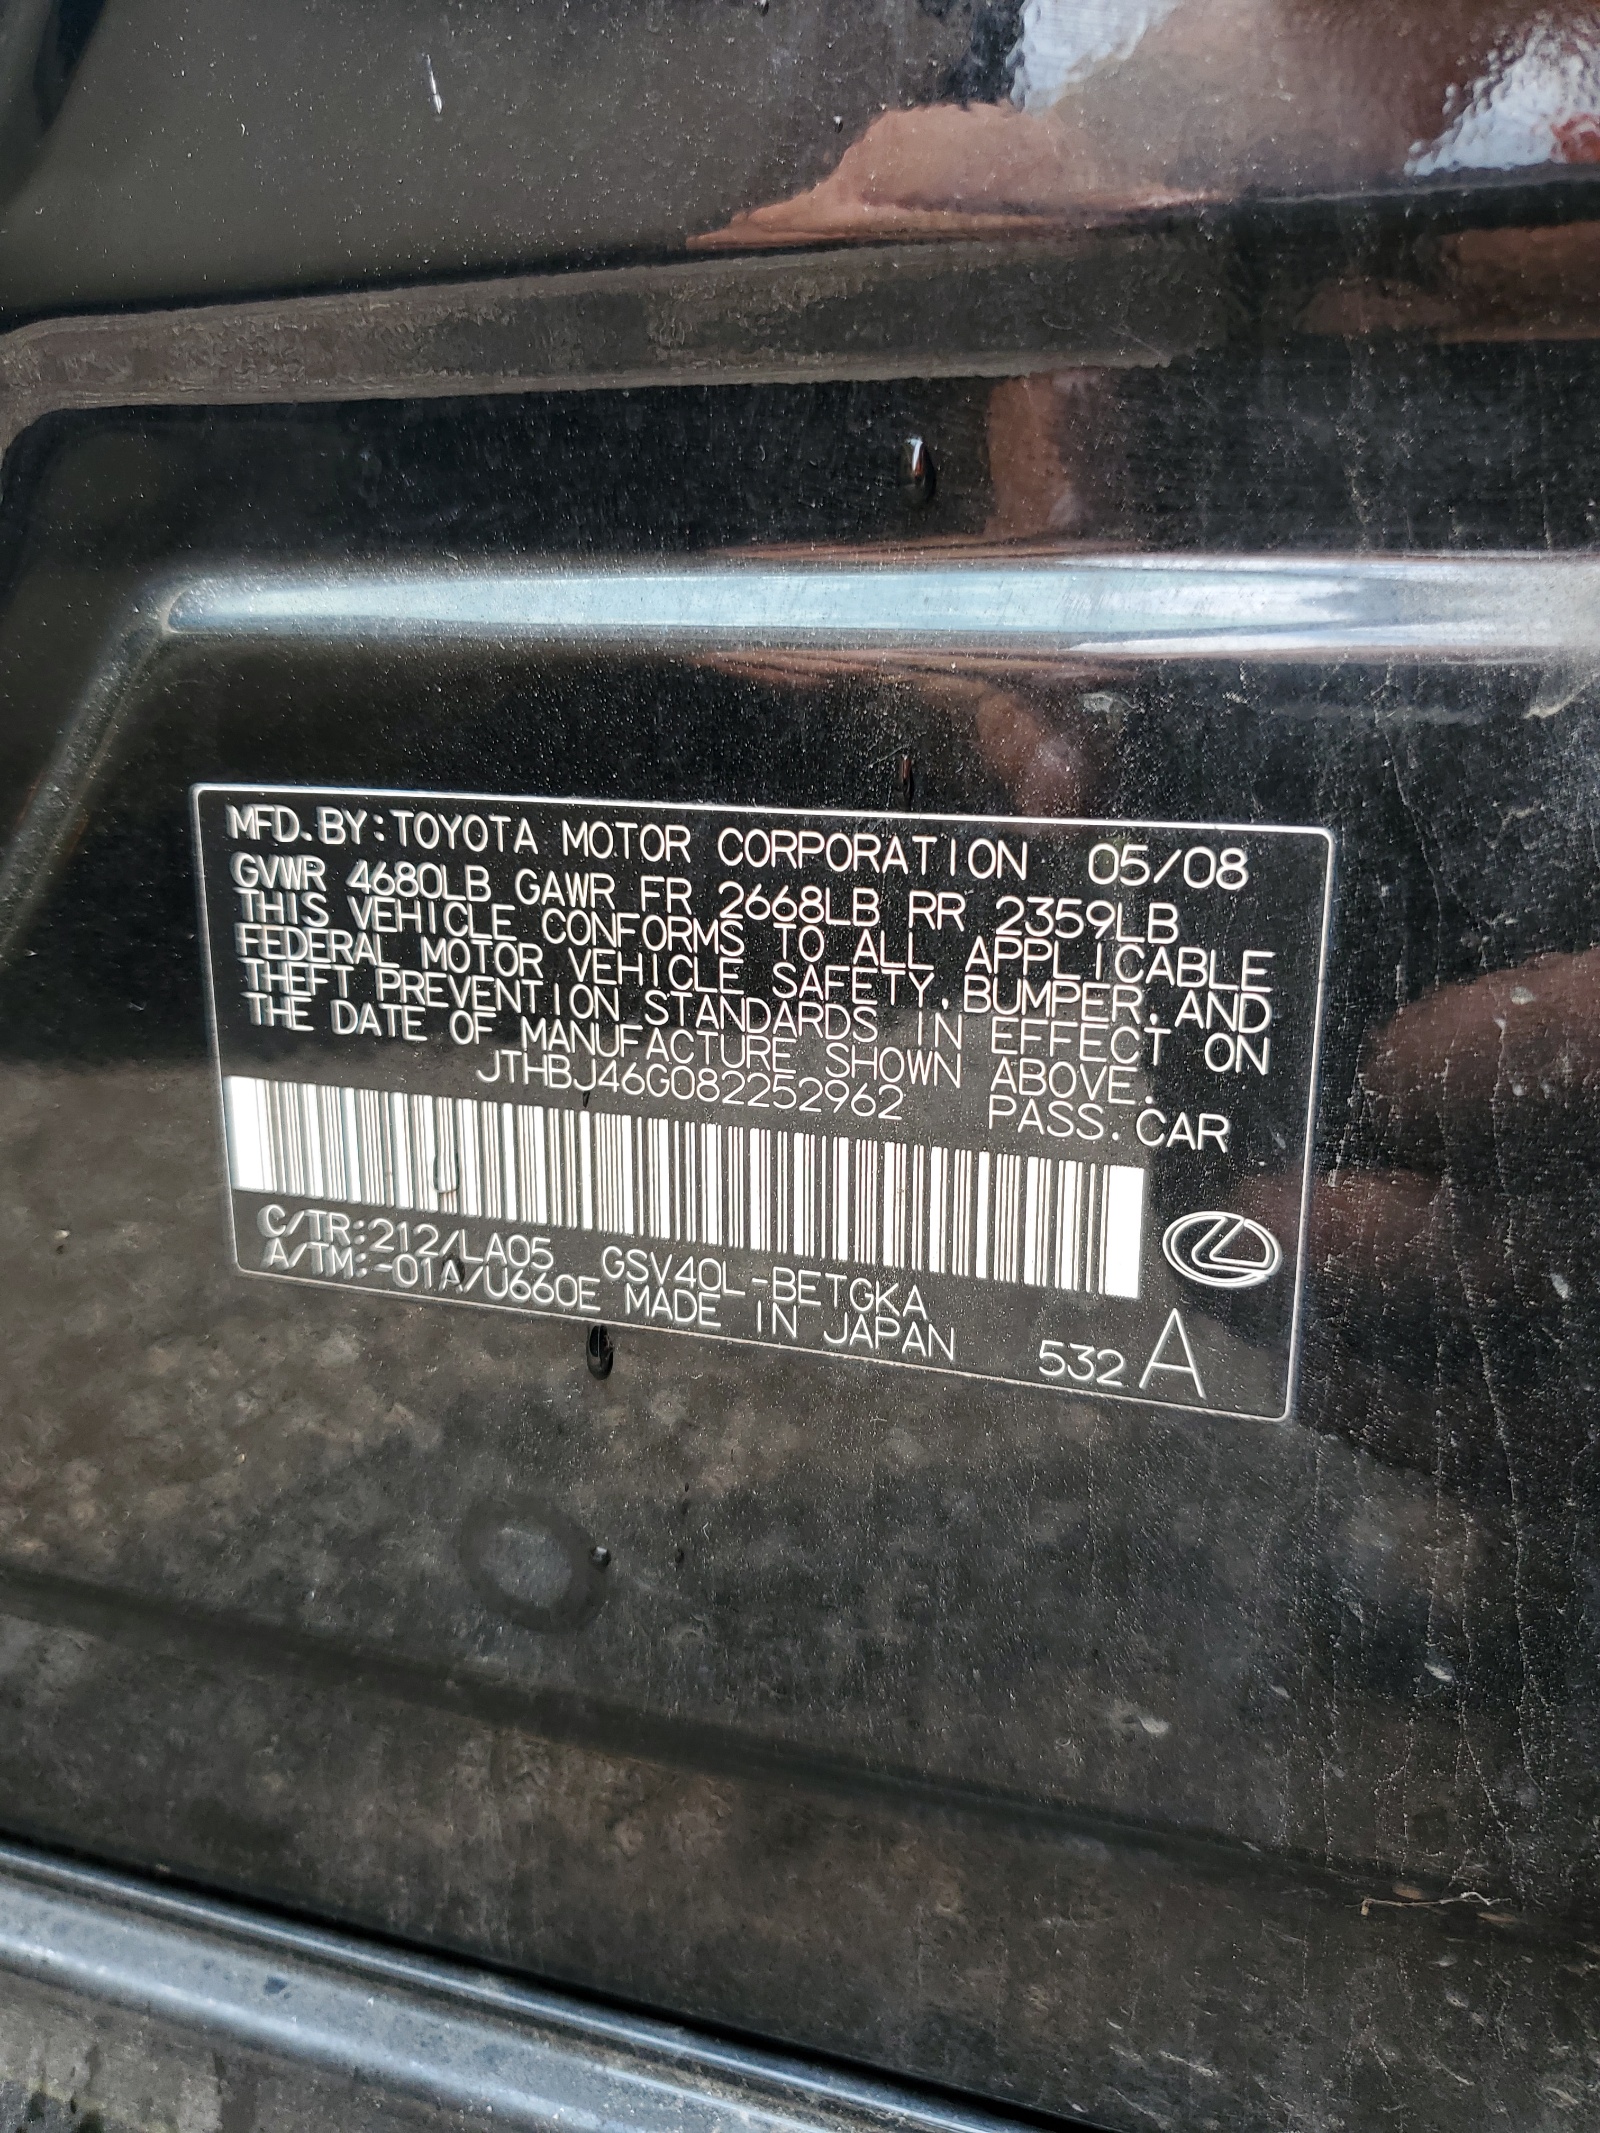 MFD.BY:TOYOTA MOTOR CORPORATION 05/08
GVWR 4680LB GAWR FR 2668LB RR 2359LB
THIS VEHICLE CONFORMS TO ALL APPLICABLE
FEDERAL MOTOR VEHICLE SAFETY, BUMPER, AND
THEFT PREVENTION STANDARDS IN EFFECT ON
THE DATE OF MANUFACTURE SHOWN ABOVE.
JTHBJ46G082252962 PASS.CAR
C/TR:212/LA05 GSV40L-BETGKA
A/TM:-01A/U660E MADE IN JAPAN 532 A